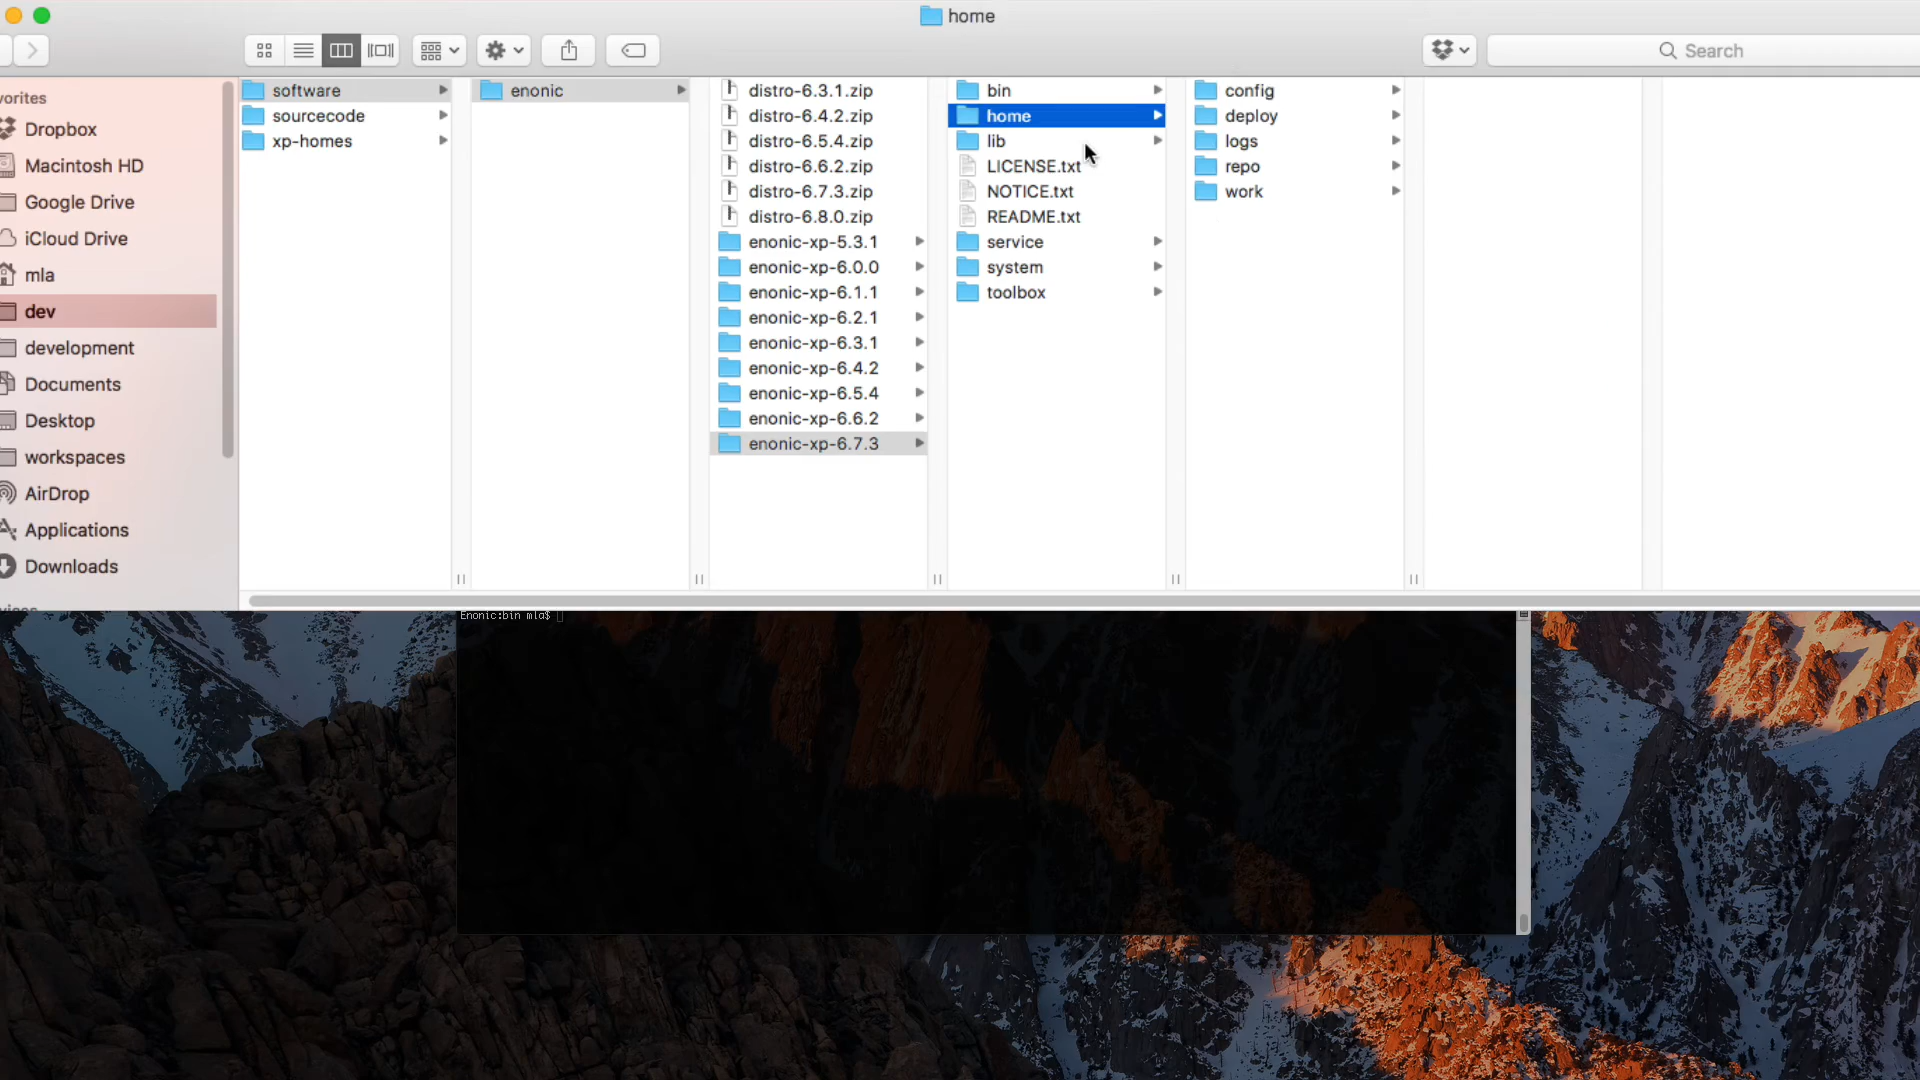 home
Search
vorites
Dropbox
Macintosh HD
Google Drive
iCloud Drive
mla
dev
development
Documents
Desktop
workspaces
AirDrop
Applications
Downloads
software
sourcecode
xp-homes
enonic
distro-6.3.1.zip
distro-6.4.2.zip
distro-6.5.4.zip
distro-6.6.2.zip
distro-6.7.3.zip
distro-6.8.0.zip
enonic-xp-5.3.1
enonic-xp-6.0.0
enonic-xp-6.1.1
enonic-xp-6.2.1
enonic-xp-6.3.1
enonic-xp-6.4.2
enonic-xp-6.5.4
enonic-xp-6.6.2
enonic-xp-6.7.3
bin
home
lib
LICENSE.txt
NOTICE.txt
README.txt
service
system
toolbox
config
deploy
logs
repo
work
Enonic:bin mla$